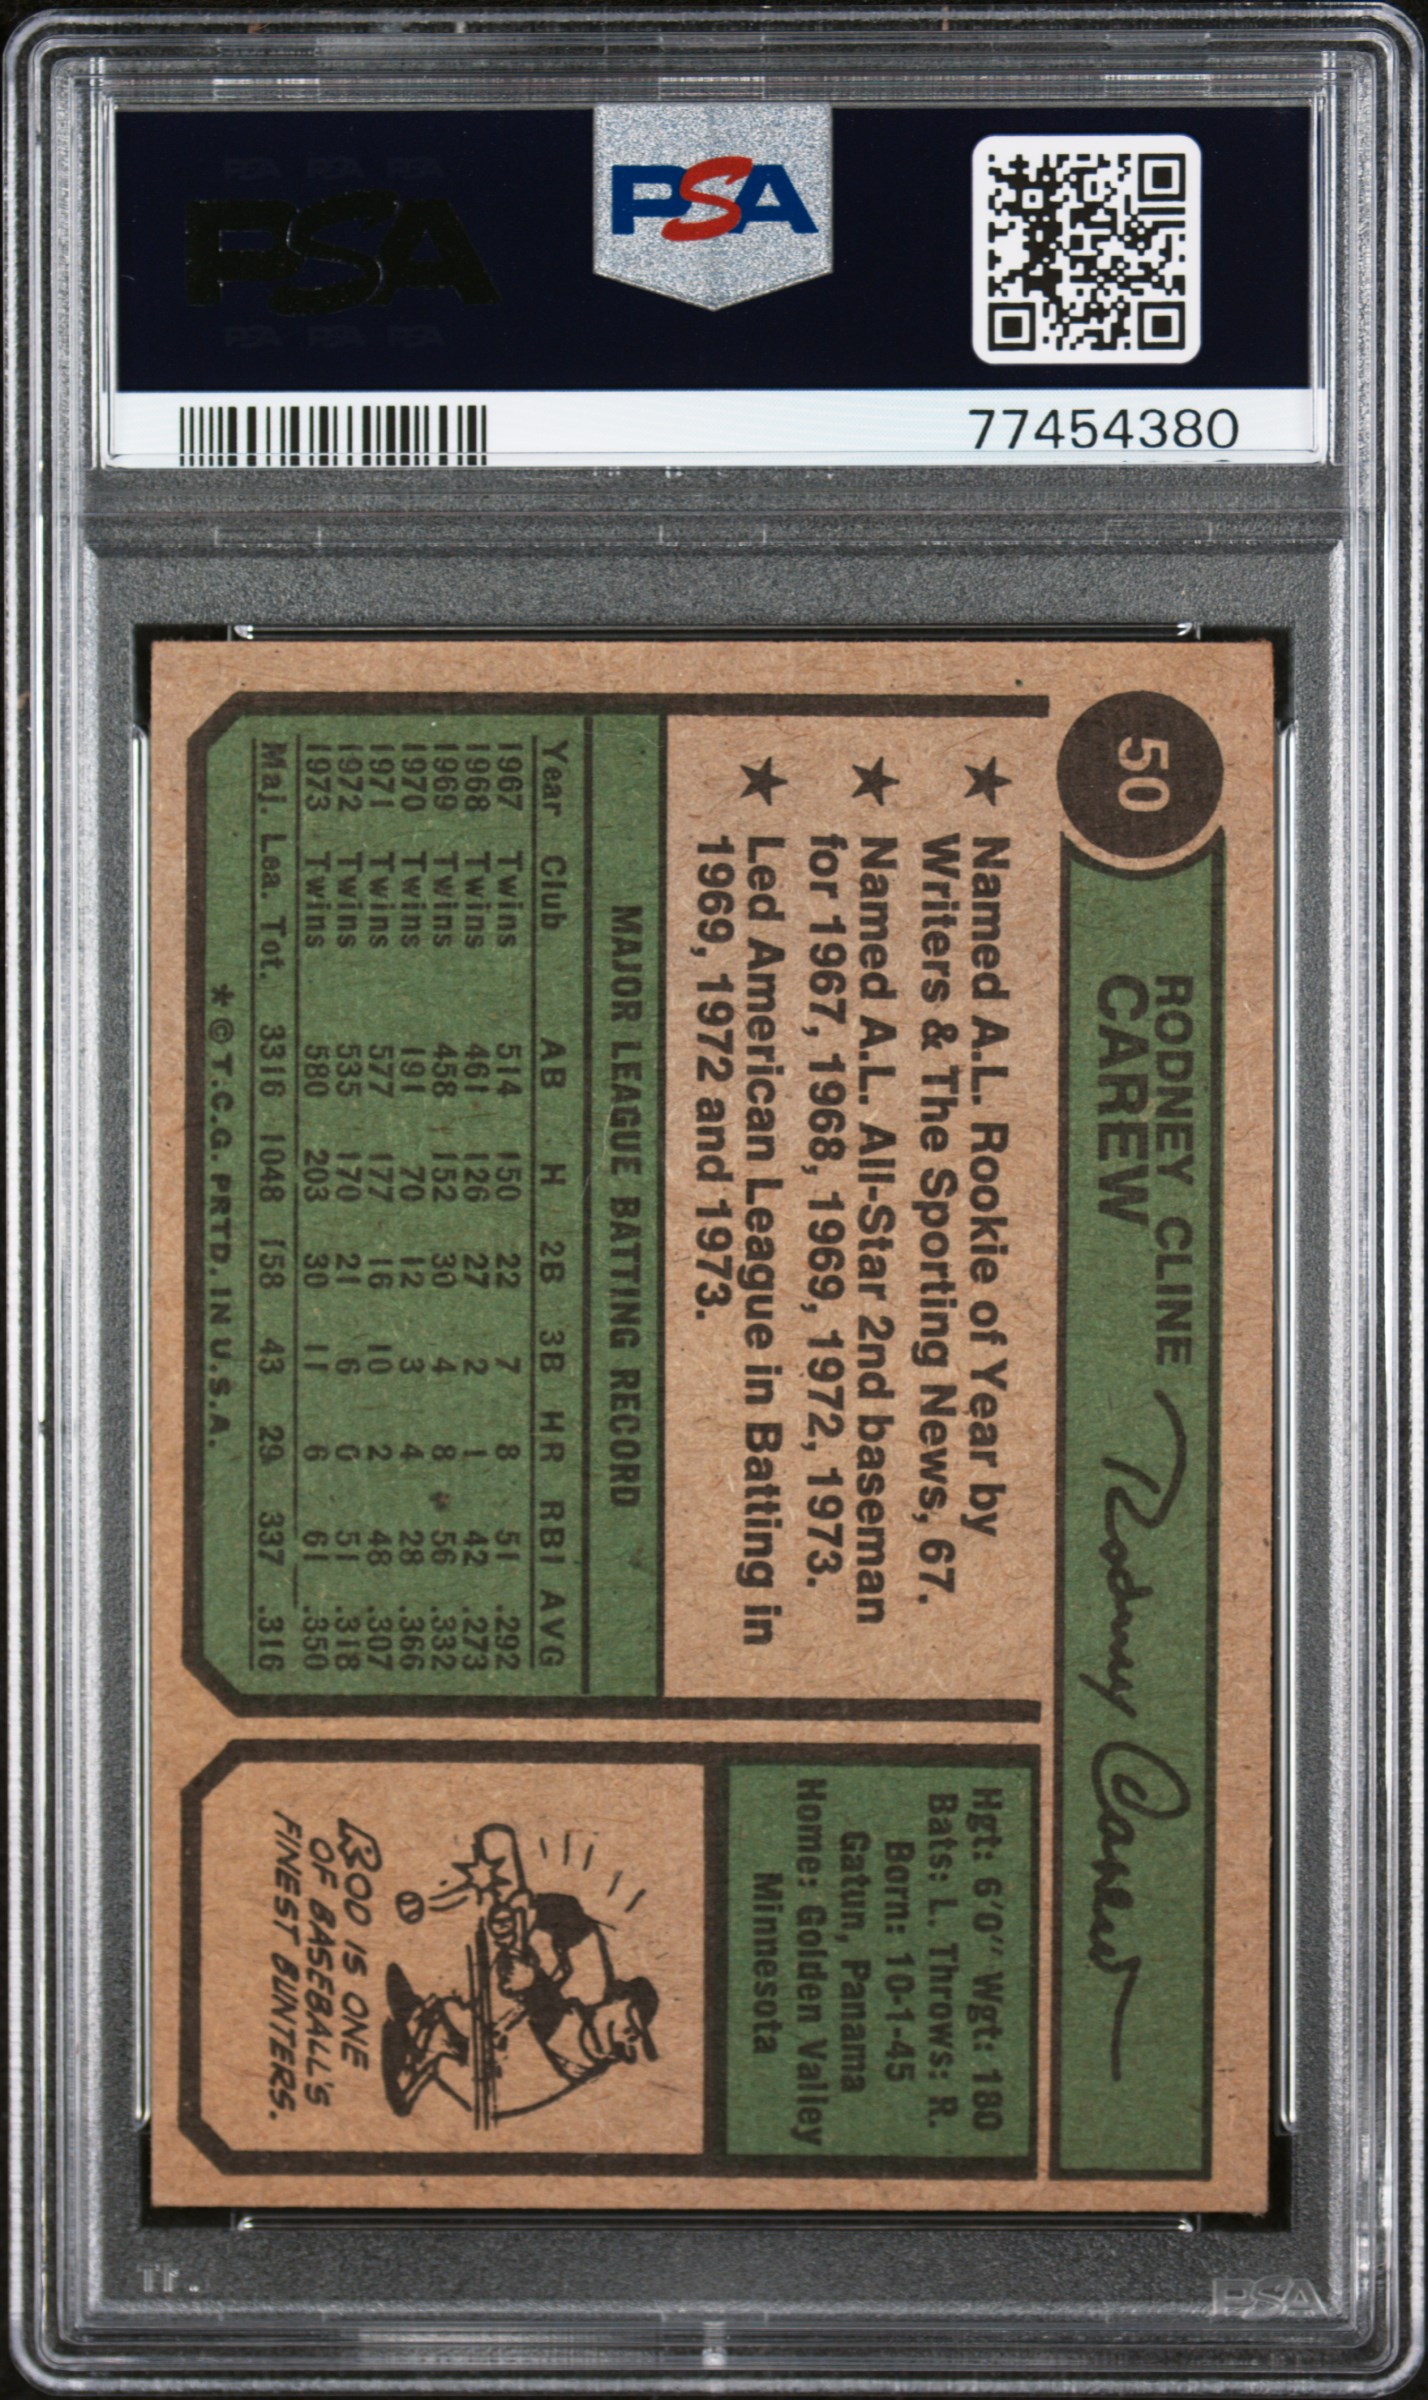 PSA PSA PSA
PSA
PSA PSA PSA
PSA
77454380
50
RODNEY CLINE
CAREW
Rodney Carew
★ Named A.L. Rookie of Year by
Writers & The Sporting News, 67.
★ Named A.L. All-Star 2nd baseman
for 1967, 1968, 1969, 1972, 1973.
★ Led American League in Batting in
1969, 1972 and 1973.
MAJOR LEAGUE BATTING RECORD
Year Club AB H 2B 3B HR RBI AVG
1967 Twins 514 150 22 7 8 51 .292
1968 Twins 461 126 27 2 1 42 .273
1969 Twins 458 152 30 4 8 56 .332
1970 Twins 191 70 12 3 4 28 .366
1971 Twins 577 177 16 10 2 48 .307
1972 Twins 535 170 21 6 0 51 .318
1973 Twins 580 203 30 11 6 61 .350
Maj. Lea. Tot. 3316 1048 158 43 29 337 .316
* © T.C.G. PRTD. IN U.S.A.
Hgt: 6'0" Wgt: 180
Bats: L. Throws: R.
Born: 10-1-45
Gatun, Panama
Home: Golden Valley
Minnesota
ROD IS ONE
OF BASEBALL'S
FINEST BUNTERS.
PSA